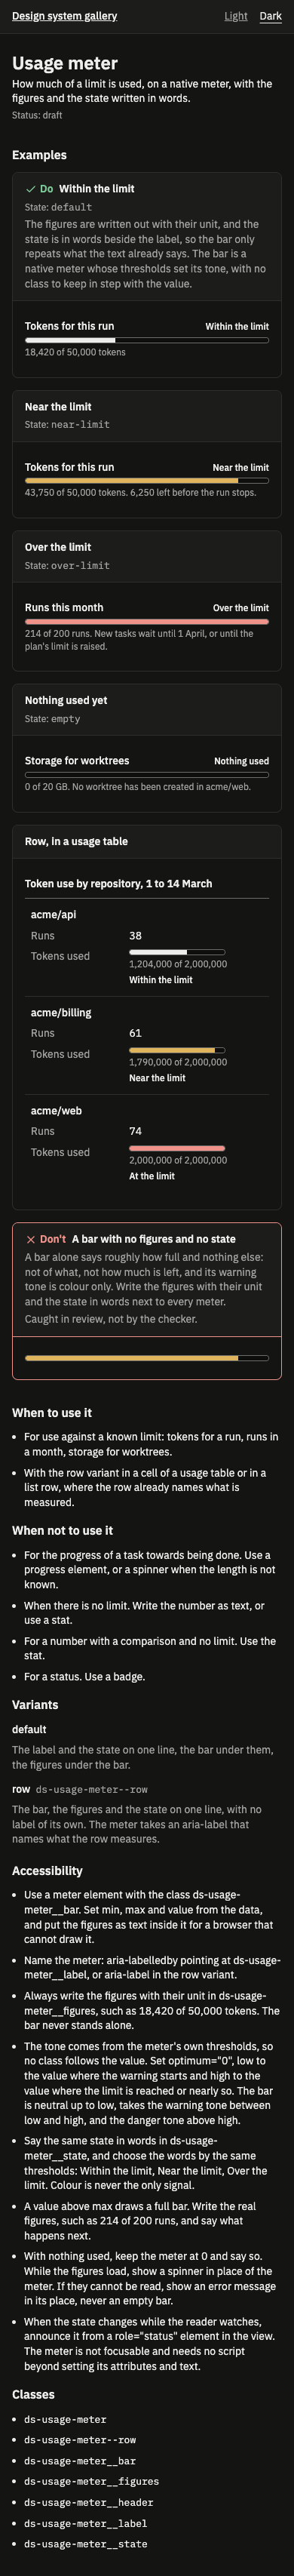 Design system gallery
Light
Dark
Usage meter
How much of a limit is used, on a native meter, with the
figures and the state written in words.
Status: draft
Examples
Do Within the limit
State: default
The figures are written out with their unit, and the
state is in words beside the label, so the bar only
repeats what the text already says. The bar is a
native meter whose thresholds set its tone, with no
class to keep in step with the value.
Tokens for this run
Within the limit
18,420 of 50,000 tokens
Near the limit
State: near-limit
Tokens for this run
Near the limit
43,750 of 50,000 tokens. 6,250 left before the run stops.
Over the limit
State: over-limit
Runs this month
Over the limit
214 of 200 runs. New tasks wait until 1 April, or until the
plan's limit is raised.
Nothing used yet
State: empty
Storage for worktrees
Nothing used
0 of 20 GB. No worktree has been created in acme/web.
Row, in a usage table
Token use by repository, 1 to 14 March
acme/api
Runs
38
Tokens used
1,204,000 of 2,000,000
Within the limit
acme/billing
Runs
61
Tokens used
1,790,000 of 2,000,000
Near the limit
acme/web
Runs
74
Tokens used
2,000,000 of 2,000,000
At the limit
Don't A bar with no figures and no state
A bar alone says roughly how full and nothing else:
not of what, not how much is left, and its warning
tone is colour only. Write the figures with their unit
and the state in words next to every meter.
Caught in review, not by the checker.
When to use it
For use against a known limit: tokens for a run, runs in
a month, storage for worktrees.
With the row variant in a cell of a usage table or in a
list row, where the row already names what is
measured.
When not to use it
For the progress of a task towards being done. Use a
progress element, or a spinner when the length is not
known.
When there is no limit. Write the number as text, or
use a stat.
For a number with a comparison and no limit. Use the
stat.
For a status. Use a badge.
Variants
default
The label and the state on one line, the bar under them,
the figures under the bar.
row ds-usage-meter--row
The bar, the figures and the state on one line, with no
label of its own. The meter takes an aria-label that
names what the row measures.
Accessibility
Use a meter element with the class ds-usage-
meter__bar. Set min, max and value from the data,
and put the figures as text inside it for a browser that
cannot draw it.
Name the meter: aria-labelledby pointing at ds-usage-
meter__label, or aria-label in the row variant.
Always write the figures with their unit in ds-usage-
meter__figures, such as 18,420 of 50,000 tokens. The
bar never stands alone.
The tone comes from the meter's own thresholds, so
no class follows the value. Set optimum="0", low to
the value where the warning starts and high to the
value where the limit is reached or nearly so. The bar
is neutral up to low, takes the warning tone between
low and high, and the danger tone above high.
Say the same state in words in ds-usage-
meter__state, and choose the words by the same
thresholds: Within the limit, Near the limit, Over the
limit. Colour is never the only signal.
A value above max draws a full bar. Write the real
figures, such as 214 of 200 runs, and say what
happens next.
With nothing used, keep the meter at 0 and say so.
While the figures load, show a spinner in place of the
meter. If they cannot be read, show an error message
in its place, never an empty bar.
When the state changes while the reader watches,
announce it from a role="status" element in the view.
The meter is not focusable and needs no script
beyond setting its attributes and text.
Classes
ds-usage-meter
ds-usage-meter--row
ds-usage-meter__bar
ds-usage-meter__figures
ds-usage-meter__header
ds-usage-meter__label
ds-usage-meter__state